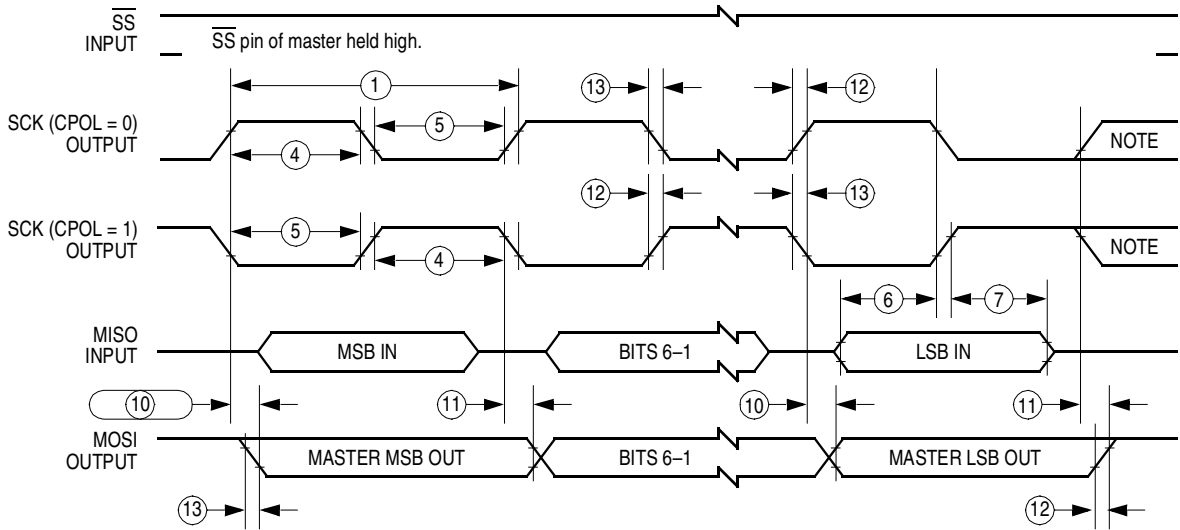 SS
INPUT
SS pin of master held high.
1
13
12
SCK (CPOL = 0)
OUTPUT
5
4
NOTE
12
13
SCK (CPOL = 1)
OUTPUT
5
4
NOTE
6
7
MISO
INPUT
MSB IN
BITS 6–1
LSB IN
10
11
10
11
MOSI
OUTPUT
MASTER MSB OUT
BITS 6–1
MASTER LSB OUT
13
12